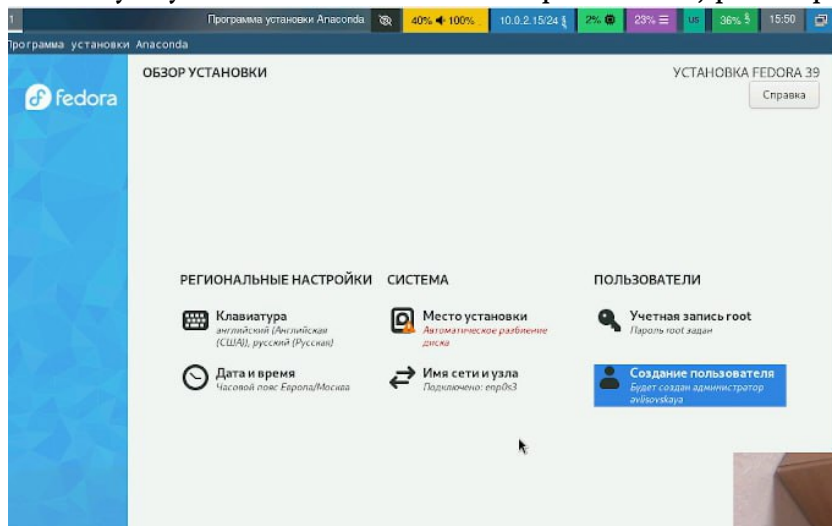 1 Программа установки Anaconda 40% 100% 10.0.2.15/24 2% 23% us 36% 15:50
Программа установки Anaconda
fedora
ОБЗОР УСТАНОВКИ
УСТАНОВКА FEDORA 39
Справка
РЕГИОНАЛЬНЫЕ НАСТРОЙКИ
Клавиатура
английский (Английская
(США)), русский (Русская)
Дата и время
Часовой пояс Европа/Москва
СИСТЕМА
Место установки
Автоматическое разбиение
диска
Имя сети и узла
Подключено: enp0s3
ПОЛЬЗОВАТЕЛИ
Учетная запись root
Пароль root задан
Создание пользователя
Будет создан администратор
avlisovskaya